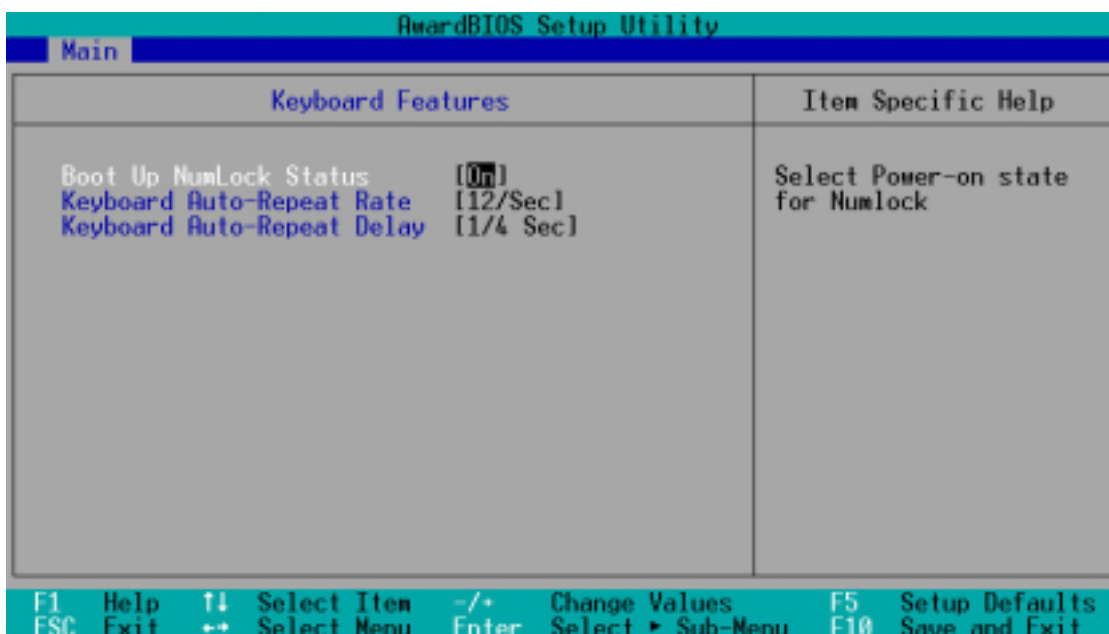 AwardBIOS Setup Utility
Main
Keyboard Features
Item Specific Help
Boot Up NumLock Status [On]
Keyboard Auto-Repeat Rate [12/Sec]
Keyboard Auto-Repeat Delay [1/4 Sec]
Select Power-on state
for Numlock
F1 Help ↑↓ Select Item -/+ Change Values F5 Setup Defaults
ESC Exit ←→ Select Menu Enter Select ► Sub-Menu F10 Save and Exit